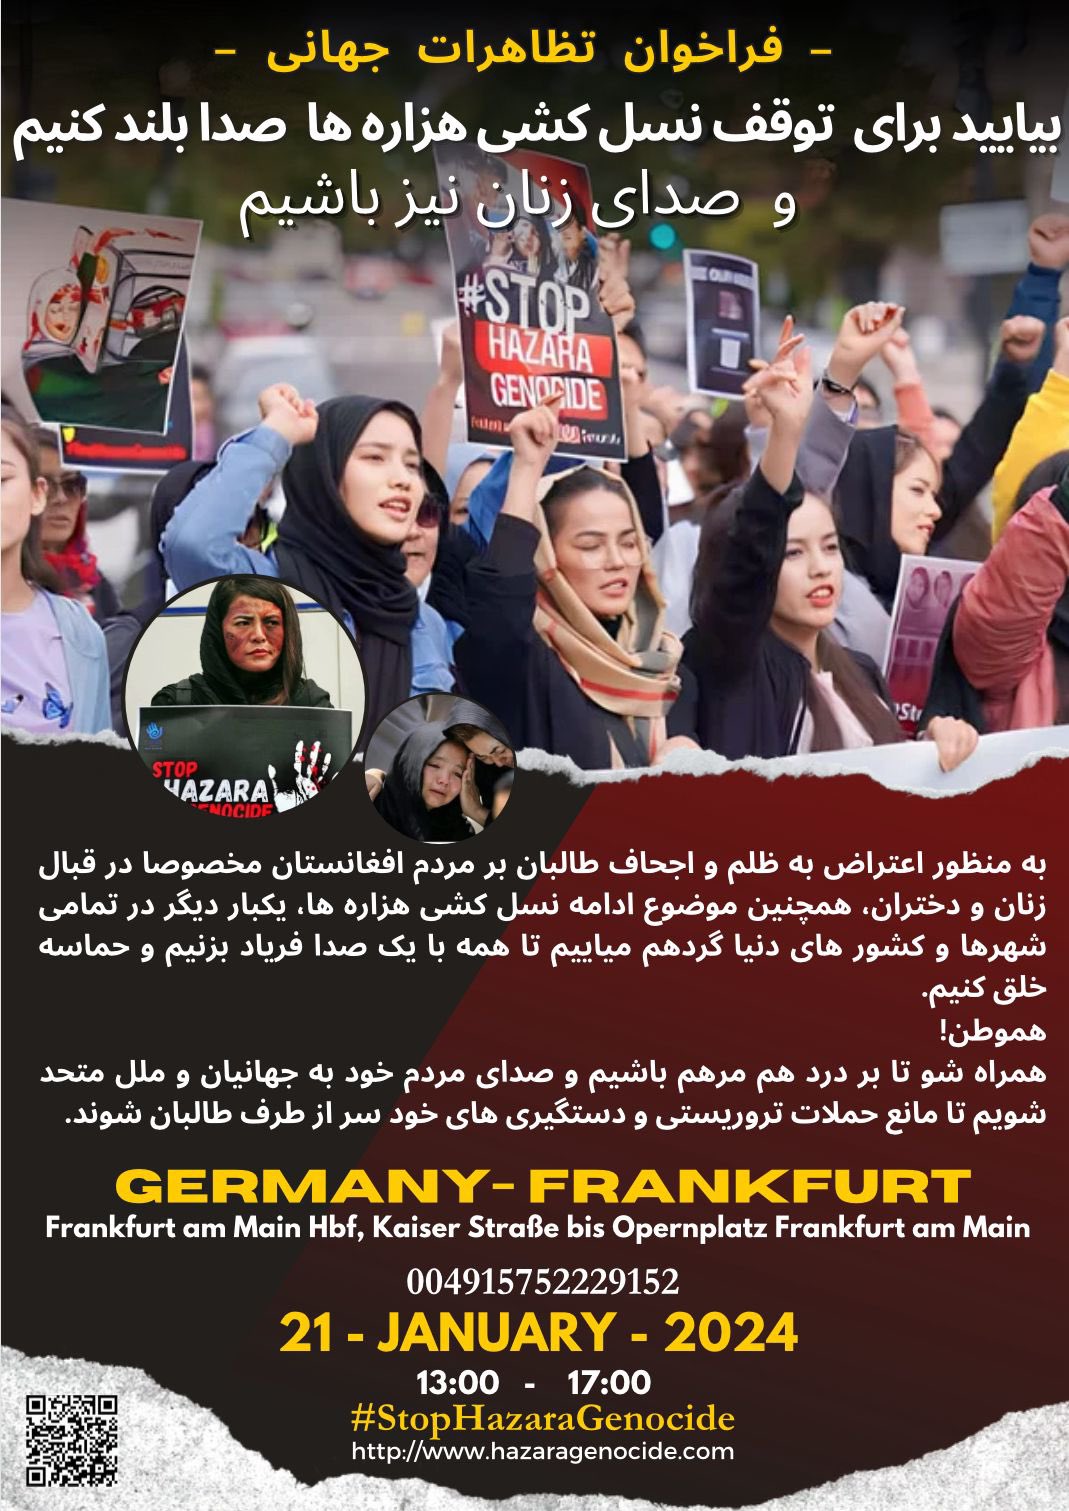 - فراخوان تظاهرات جهانی -
بیایید برای توقف نسل کشی هزاره ها صدا بلند کنیم
و صدای زنان نیز باشیم
#STOP
HAZARA
GENOCIDE
STOP
HAZARA
GENOCIDE
به منظور اعتراض به ظلم و اجحاف طالبان بر مردم افغانستان مخصوصا در قبال
زنان و دختران، همچنین موضوع ادامه نسل کشی هزاره ها، یکبار دیگر در تمامی
شهرها و کشور های دنیا گردهم میاییم تا همه با یک صدا فریاد بزنیم و حماسه
خلق کنیم.
هموطن!
همراه شو تا بر درد هم مرهم باشیم و صدای مردم خود به جهانیان و ملل متحد
شویم تا مانع حملات تروریستی و دستگیری های خود سر از طرف طالبان شوند.
GERMANY- FRANKFURT
Frankfurt am Main Hbf, Kaiser Straße bis Opernplatz Frankfurt am Main
004915752229152
21 - JANUARY - 2024
13:00 - 17:00
#StopHazaraGenocide
http://www.hazaragenocide.com